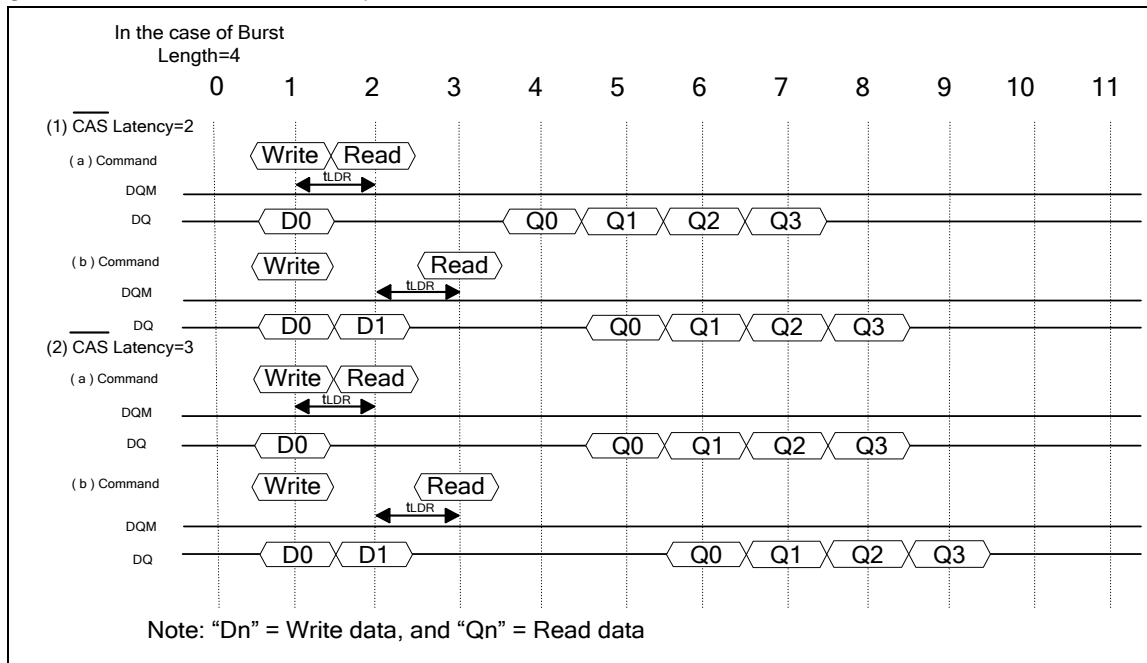 In the case of Burst
Length=4
0 1 2 3 4 5 6 7 8 9 10 11
(1) CAS Latency=2
( a ) Command Write Read
tLDR
DQM
DQ D0 Q0 Q1 Q2 Q3
( b ) Command Write Read
tLDR
DQM
DQ D0 D1 Q0 Q1 Q2 Q3
(2) CAS Latency=3
( a ) Command Write Read
tLDR
DQM
DQ D0 Q0 Q1 Q2 Q3
( b ) Command Write Read
tLDR
DQM
DQ D0 D1 Q0 Q1 Q2 Q3
Note: “Dn” = Write data, and “Qn” = Read data